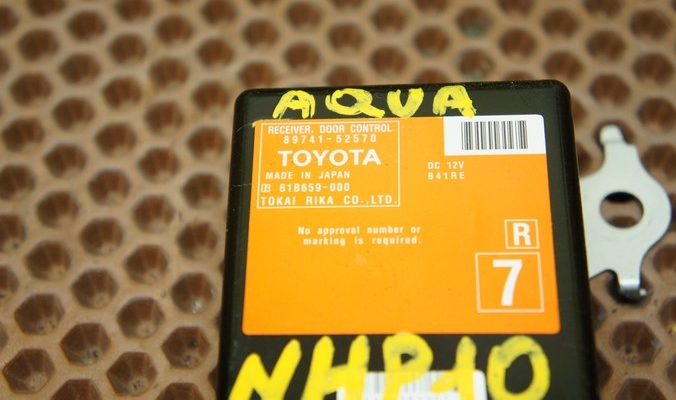 AQUA
RECEIVER, DOOR CONTROL
89741-52570
TOYOTA
MADE IN JAPAN
R 618659-000
TOKAI RIKA CO.,LTD.
DC 12V
B41RE
No approval number or
marking is required.
R
7
NHP10